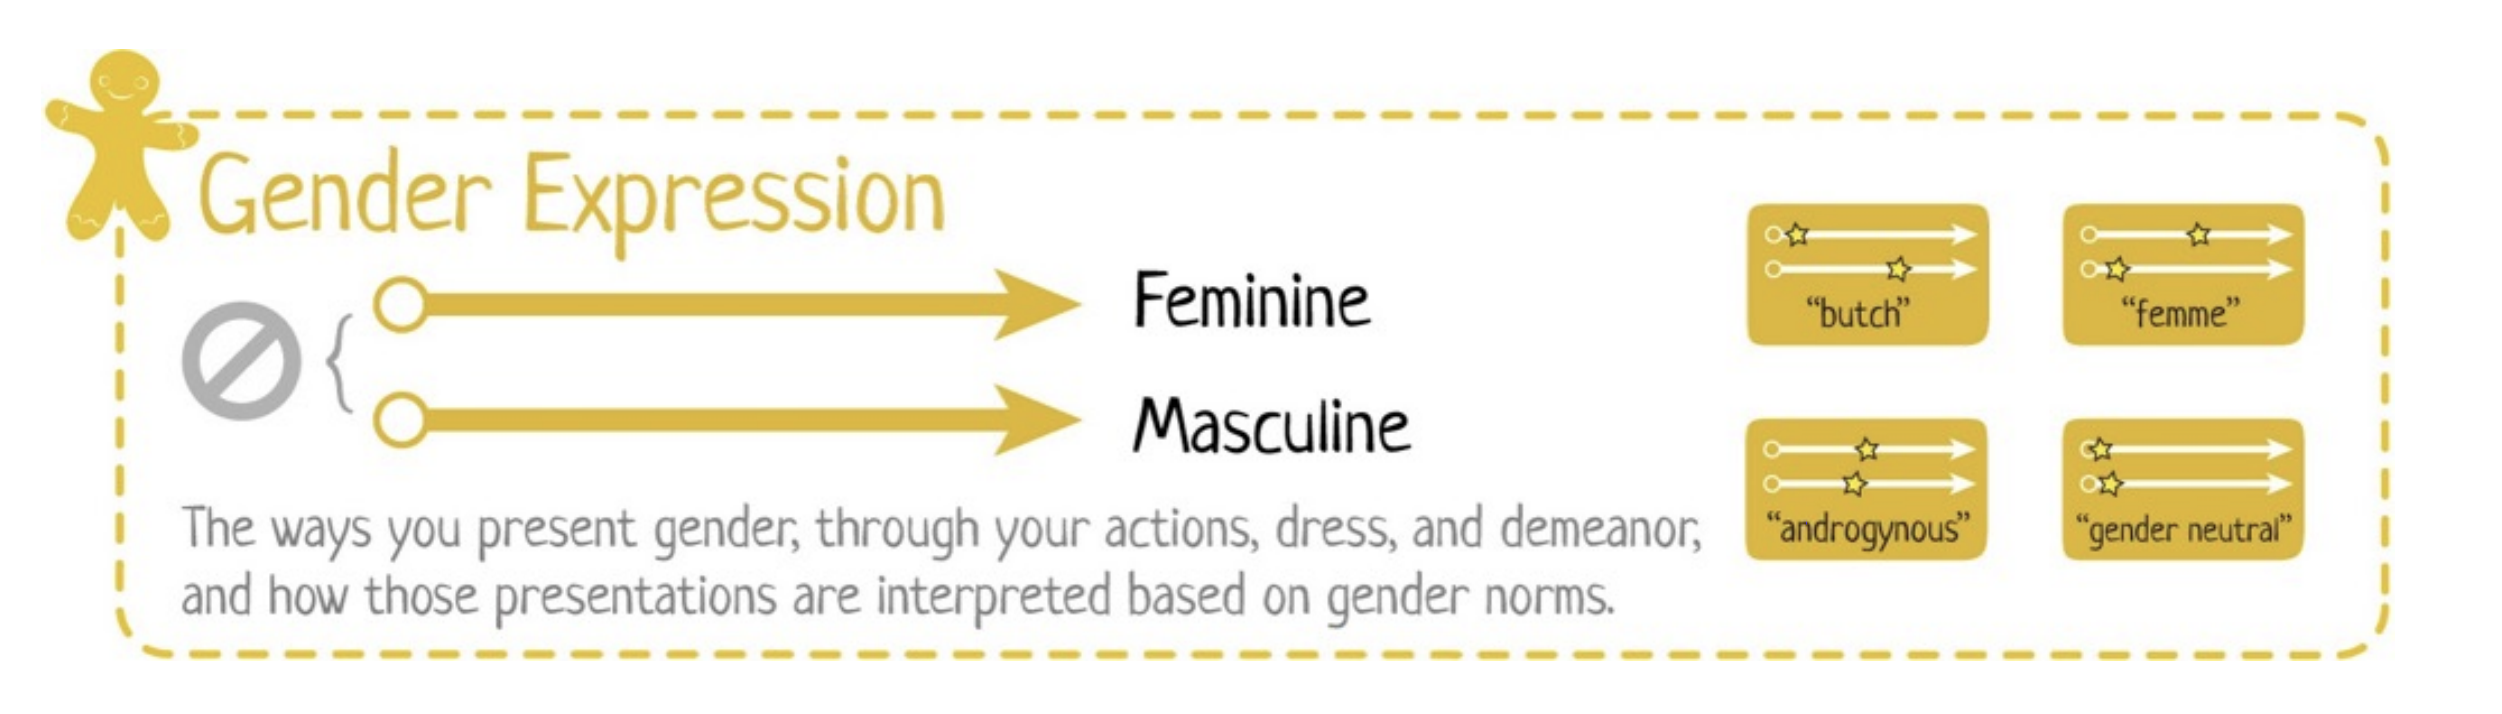 Gender Expression
Feminine
Masculine
The ways you present gender, through your actions, dress, and demeanor,
and how those presentations are interpreted based on gender norms.
“butch”
“femme”
“androgynous”
“gender neutral”